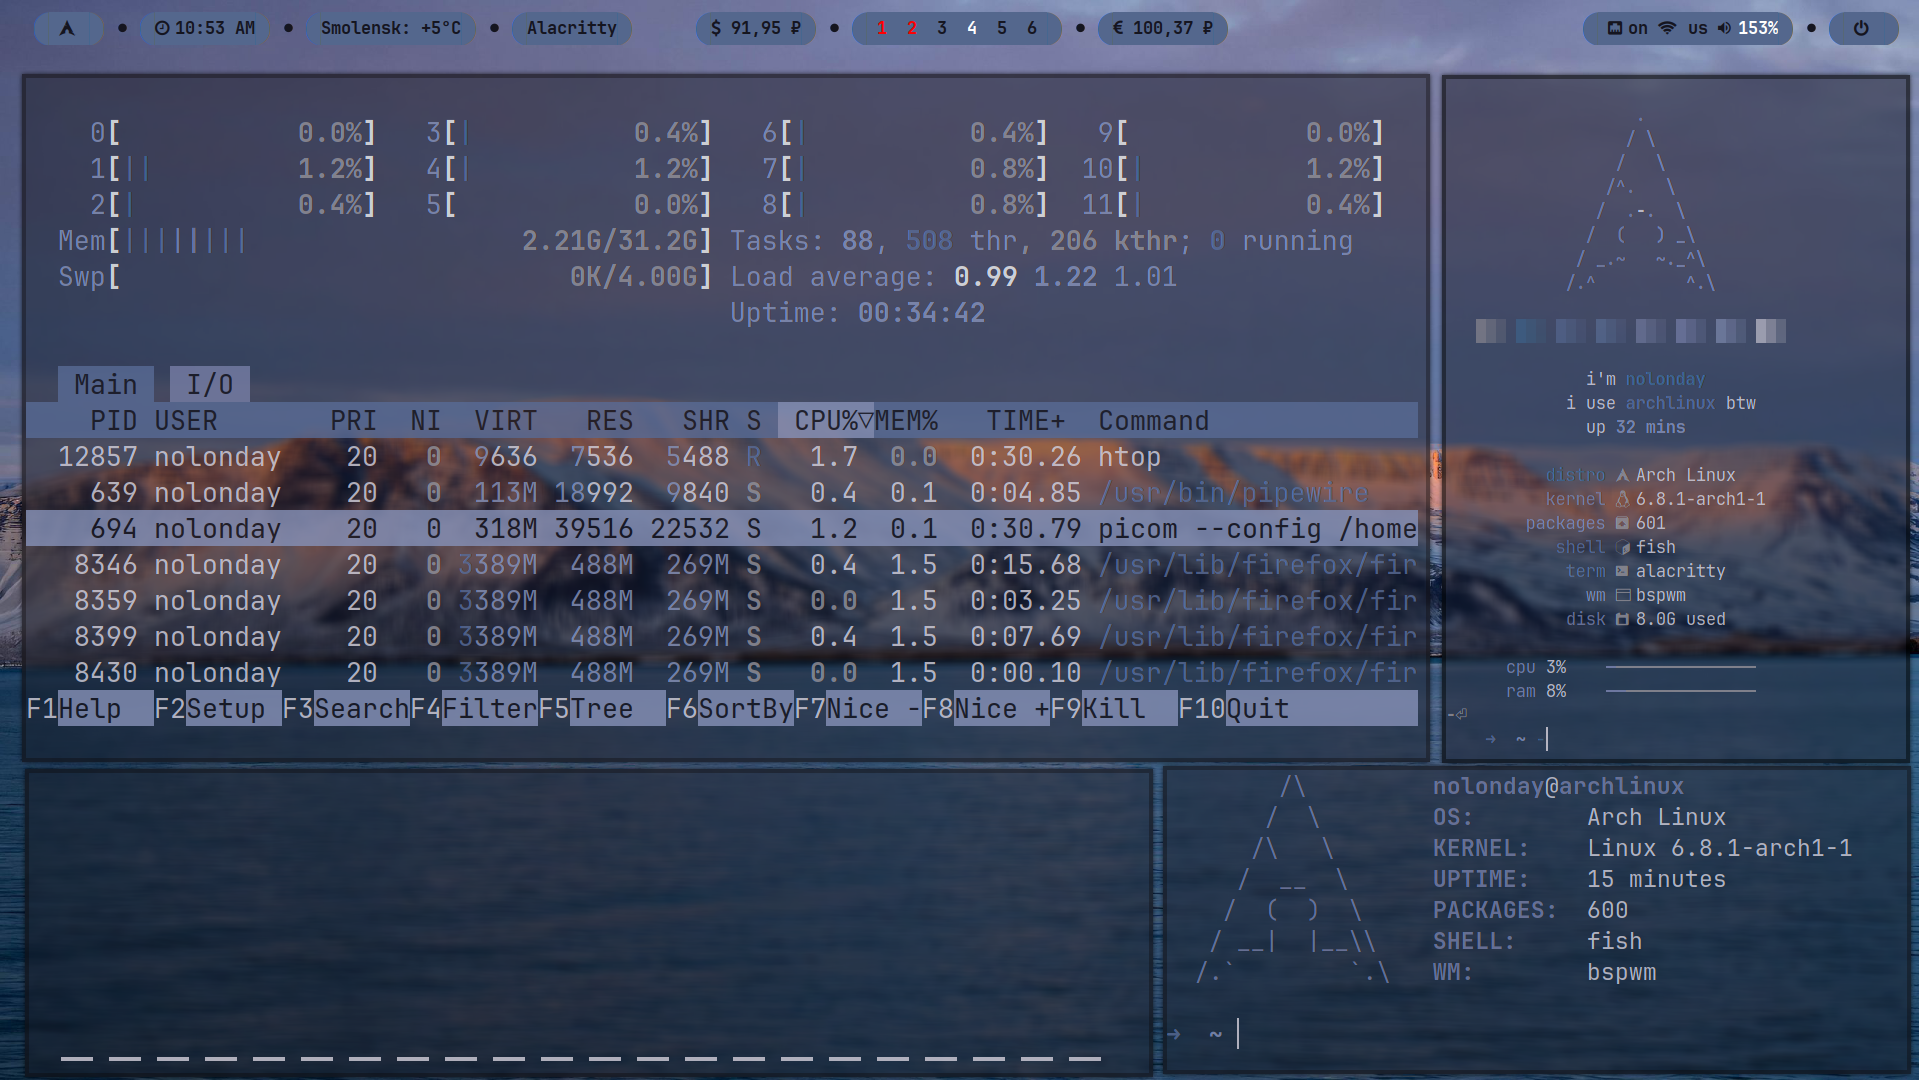 10:53 AM
Smolensk: +5°C
Alacritty
$ 91,95 ₽
1 2 3 4 5 6
€ 100,37 ₽
on us 153%
0[ 0.0%] 3[| 0.4%] 6[| 0.4%] 9[ 0.0%]
1[|| 1.2%] 4[| 1.2%] 7[| 0.8%] 10[| 1.2%]
2[| 0.4%] 5[ 0.0%] 8[| 0.8%] 11[| 0.4%]
Mem[|||||||| 2.21G/31.2G] Tasks: 88, 508 thr, 206 kthr; 0 running
Swp[ 0K/4.00G] Load average: 0.99 1.22 1.01
Uptime: 00:34:42
Main I/O
PID USER PRI NI VIRT RES SHR S CPU%▽MEM% TIME+ Command
12857 nolonday 20 0 9636 7536 5488 R 1.7 0.0 0:30.26 htop
639 nolonday 20 0 113M 18992 9840 S 0.4 0.1 0:04.85 /usr/bin/pipewire
694 nolonday 20 0 318M 39516 22532 S 1.2 0.1 0:30.79 picom --config /home
8346 nolonday 20 0 3389M 488M 269M S 0.4 1.5 0:15.68 /usr/lib/firefox/fir
8359 nolonday 20 0 3389M 488M 269M S 0.0 1.5 0:03.25 /usr/lib/firefox/fir
8399 nolonday 20 0 3389M 488M 269M S 0.4 1.5 0:07.69 /usr/lib/firefox/fir
8430 nolonday 20 0 3389M 488M 269M S 0.0 1.5 0:00.10 /usr/lib/firefox/fir
F1Help F2Setup F3SearchF4FilterF5Tree F6SortByF7Nice -F8Nice +F9Kill F10Quit
i'm nolonday
i use archlinux btw
up 32 mins
distro Arch Linux
kernel 6.8.1-arch1-1
packages 601
shell fish
term alacritty
wm bspwm
disk 8.0G used
cpu 3%
ram 8%
~⏎
→ ~
nolonday@archlinux
OS: Arch Linux
KERNEL: Linux 6.8.1-arch1-1
UPTIME: 15 minutes
PACKAGES: 600
SHELL: fish
WM: bspwm
→ ~